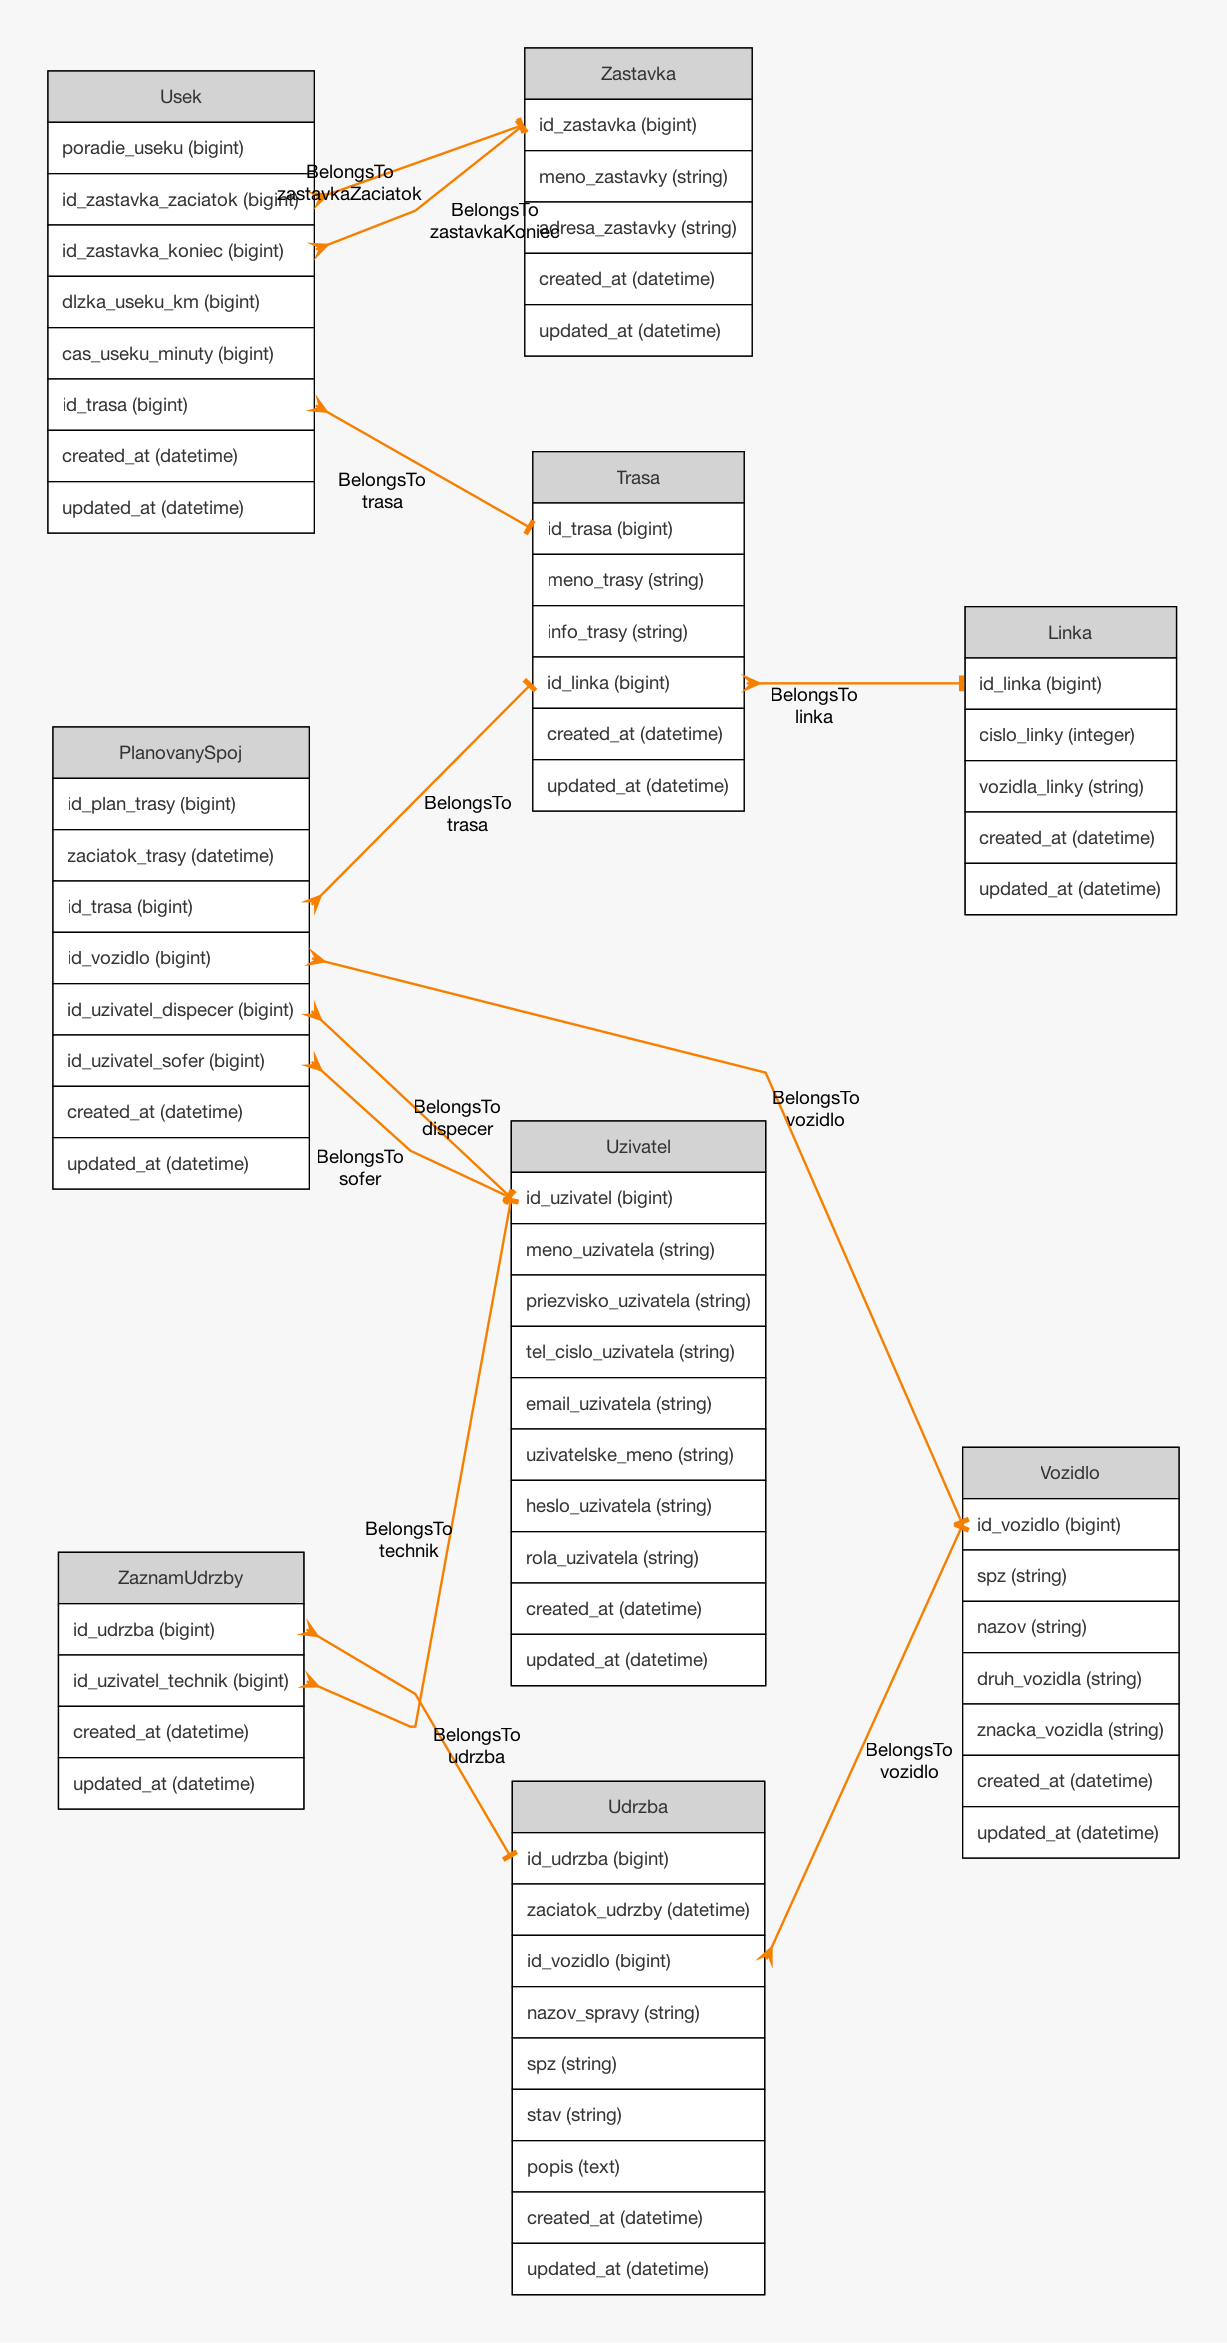 Usek
poradie_useku (bigint)
id_zastavka_zaciatok (bigint)
id_zastavka_koniec (bigint)
dlzka_useku_km (bigint)
cas_useku_minuty (bigint)
id_trasa (bigint)
created_at (datetime)
updated_at (datetime)
BelongsTo
zastavkaZaciatok
BelongsTo
zastavkaKoniec
Zastavka
id_zastavka (bigint)
meno_zastavky (string)
adresa_zastavky (string)
created_at (datetime)
updated_at (datetime)
BelongsTo
trasa
Trasa
id_trasa (bigint)
meno_trasy (string)
info_trasy (string)
id_linka (bigint)
created_at (datetime)
updated_at (datetime)
BelongsTo
linka
Linka
id_linka (bigint)
cislo_linky (integer)
vozidla_linky (string)
created_at (datetime)
updated_at (datetime)
BelongsTo
trasa
PlanovanySpoj
id_plan_trasy (bigint)
zaciatok_trasy (datetime)
id_trasa (bigint)
id_vozidlo (bigint)
id_uzivatel_dispecer (bigint)
id_uzivatel_sofer (bigint)
created_at (datetime)
updated_at (datetime)
BelongsTo
dispecer
BelongsTo
sofer
BelongsTo
vozidlo
Uzivatel
id_uzivatel (bigint)
meno_uzivatela (string)
priezvisko_uzivatela (string)
tel_cislo_uzivatela (string)
email_uzivatela (string)
uzivatelske_meno (string)
heslo_uzivatela (string)
rola_uzivatela (string)
created_at (datetime)
updated_at (datetime)
BelongsTo
technik
Vozidlo
id_vozidlo (bigint)
spz (string)
nazov (string)
druh_vozidla (string)
znacka_vozidla (string)
created_at (datetime)
updated_at (datetime)
ZaznamUdrzby
id_udrzba (bigint)
id_uzivatel_technik (bigint)
created_at (datetime)
updated_at (datetime)
BelongsTo
udrzba
BelongsTo
vozidlo
Udrzba
id_udrzba (bigint)
zaciatok_udrzby (datetime)
id_vozidlo (bigint)
nazov_spravy (string)
spz (string)
stav (string)
popis (text)
created_at (datetime)
updated_at (datetime)